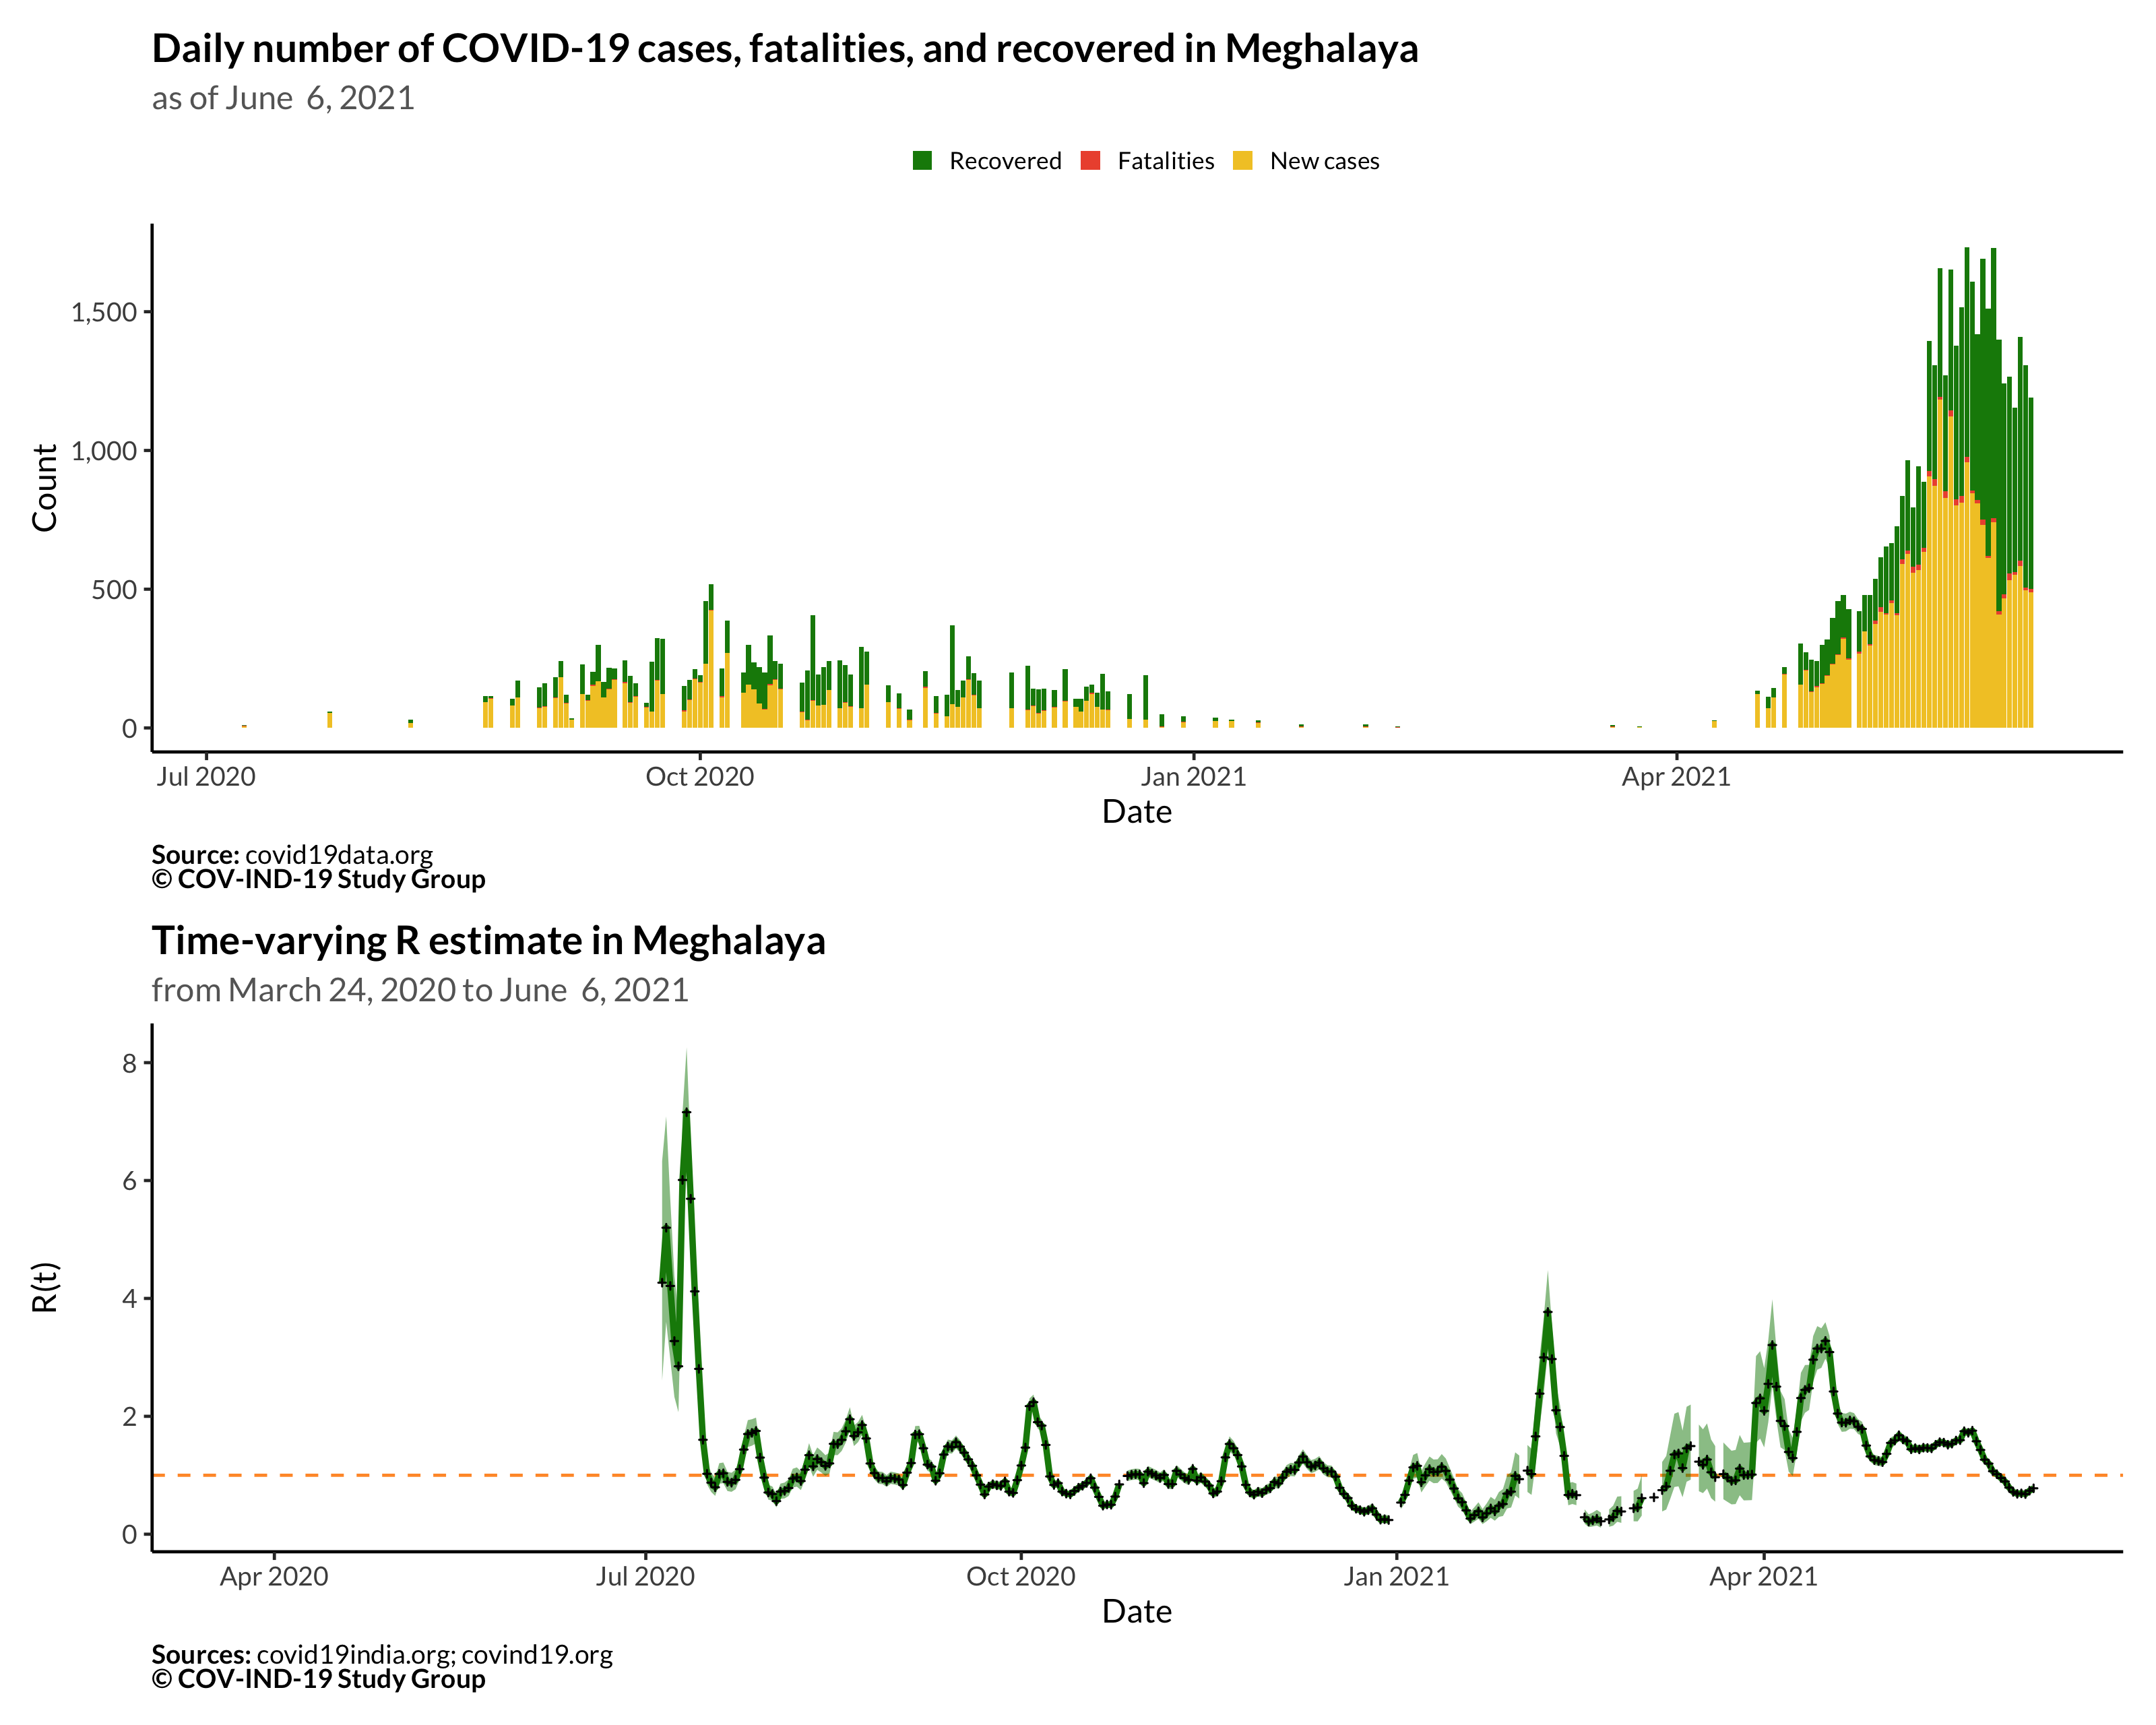 Daily number of COVID-19 cases, fatalities, and recovered in Meghalaya
as of June  6, 2021
Recovered Fatalities New cases
Count
1,500
1,000
500
0
Jul 2020 Oct 2020 Jan 2021 Apr 2021
Date
Source: covid19data.org
© COV-IND-19 Study Group
Time-varying R estimate in Meghalaya
from March 24, 2020 to June  6, 2021
R(t)
8
6
4
2
0
Apr 2020 Jul 2020 Oct 2020 Jan 2021 Apr 2021
Date
Sources: covid19india.org; covind19.org
© COV-IND-19 Study Group